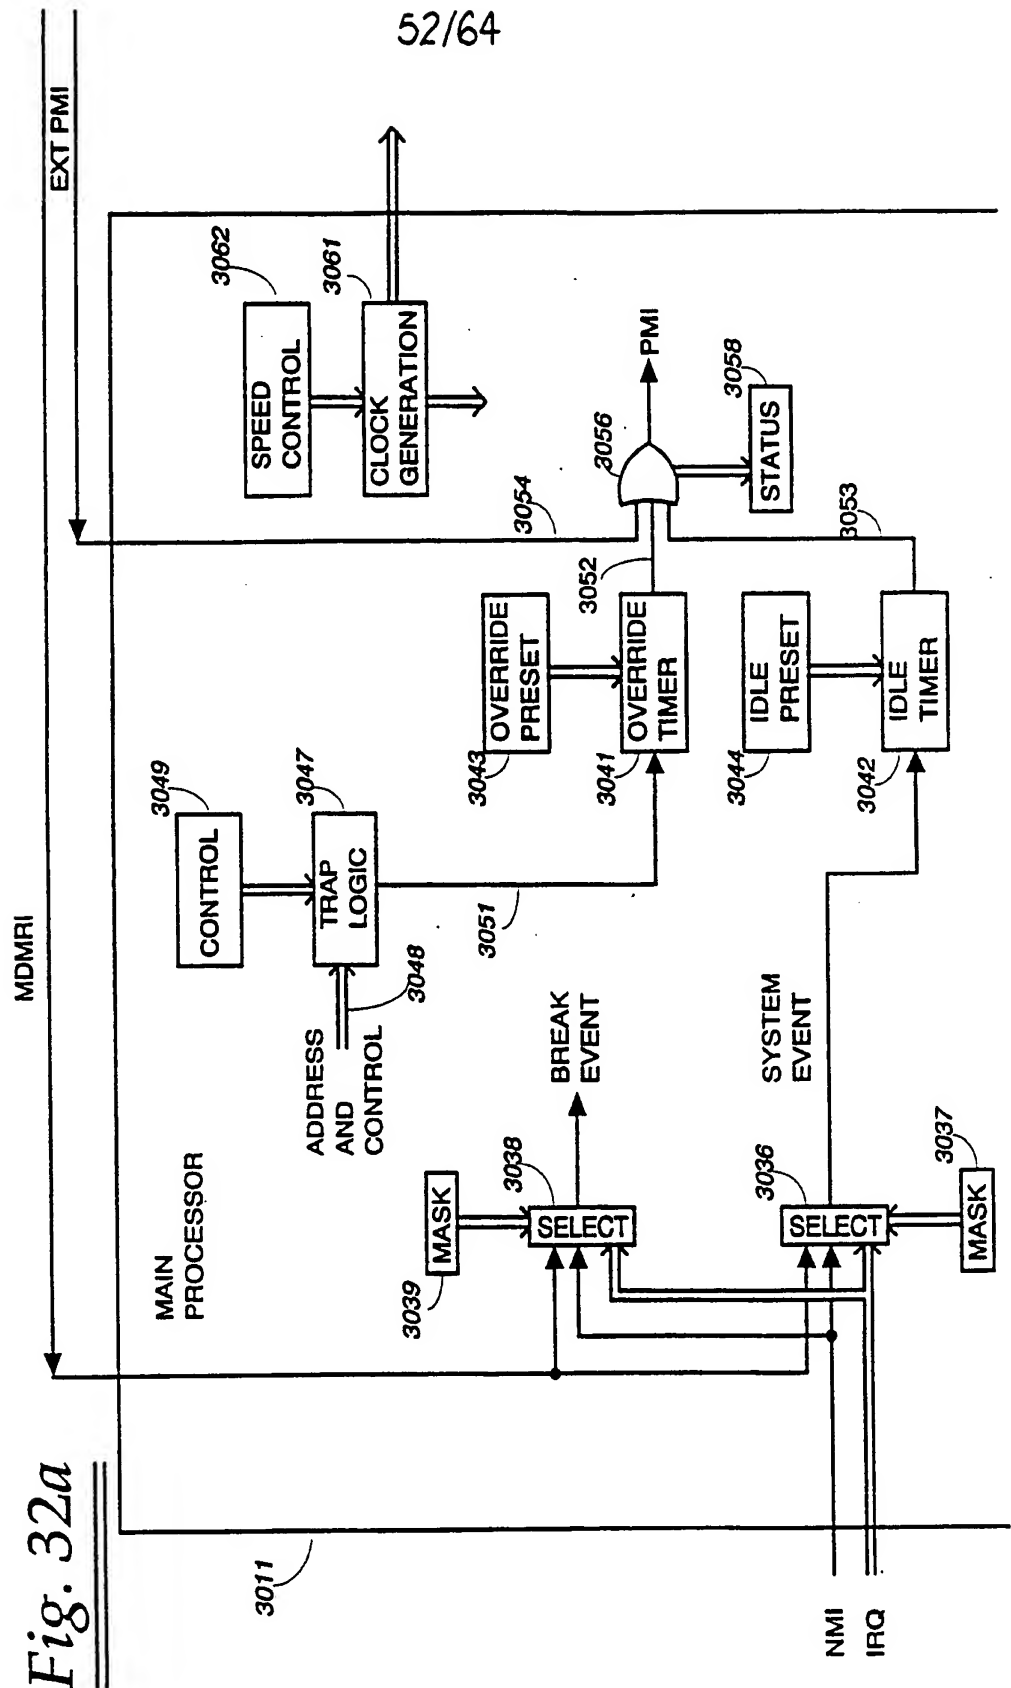 52/64
Fig. 32a
MDMRI
EXT PMI
3011
MAIN
PROCESSOR
3049
CONTROL
3047
TRAP
LOGIC
ADDRESS
AND
CONTROL
3048
3051
3062
SPEED
CONTROL
3061
CLOCK
GENERATION
3039
MASK
3038
SELECT
BREAK
EVENT
3043
OVERRIDE
PRESET
3041
OVERRIDE
TIMER
3052
3054
3056
PMI
3058
STATUS
3053
3044
IDLE
PRESET
3042
IDLE
TIMER
SYSTEM
EVENT
3036
SELECT
3037
MASK
NMI
IRQ